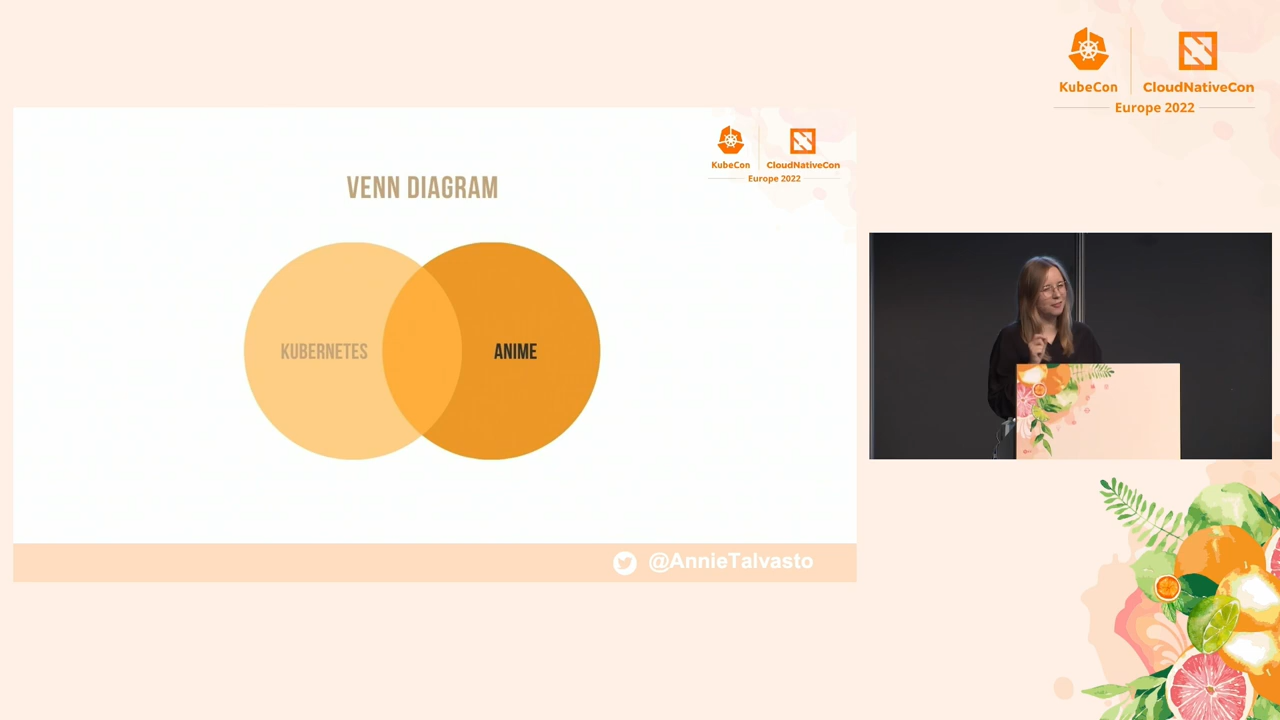 KubeCon
CloudNativeCon
Europe 2022
KubeCon
CloudNativeCon
Europe 2022
VENN DIAGRAM
KUBERNETES
ANIME
@AnnieTalvasto